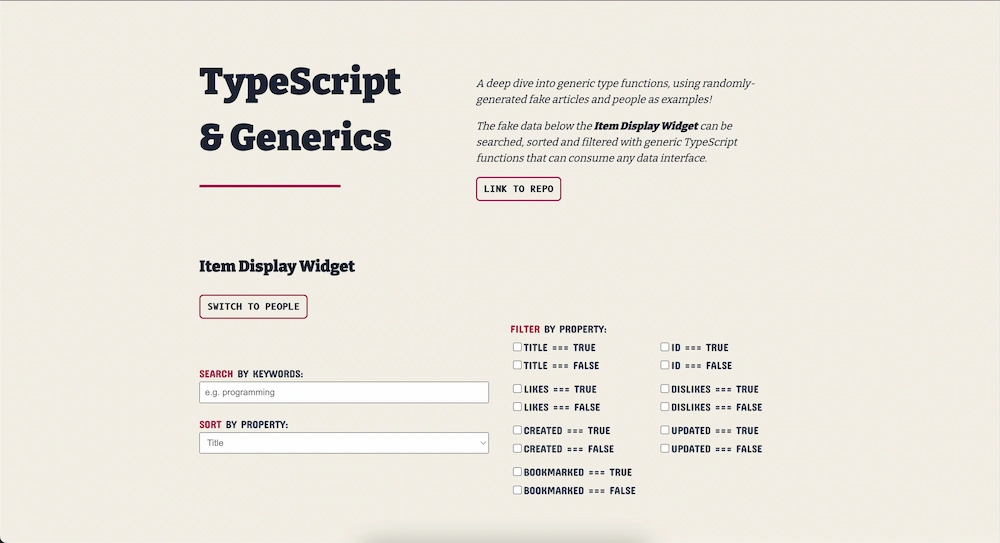 TypeScript
& Generics
A deep dive into generic type functions, using randomly-
generated fake articles and people as examples!
The fake data below the Item Display Widget can be
searched, sorted and filtered with generic TypeScript
functions that can consume any data interface.
LINK TO REPO
Item Display Widget
SWITCH TO PEOPLE
SEARCH BY KEYWORDS:
e.g. programming
SORT BY PROPERTY:
Title
FILTER BY PROPERTY:
TITLE === TRUE
TITLE === FALSE
ID === TRUE
ID === FALSE
LIKES === TRUE
LIKES === FALSE
DISLIKES === TRUE
DISLIKES === FALSE
CREATED === TRUE
CREATED === FALSE
UPDATED === TRUE
UPDATED === FALSE
BOOKMARKED === TRUE
BOOKMARKED === FALSE